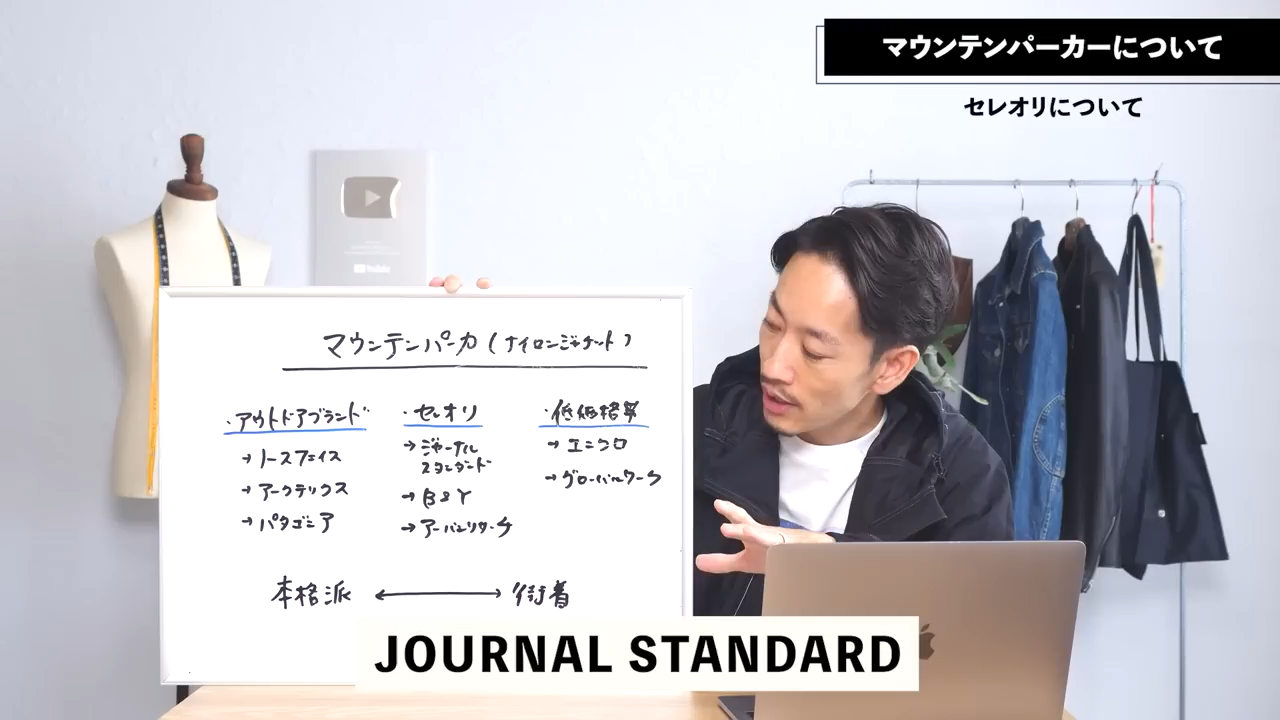 マウンテンパーカーについて
セレオリについて
マウンテンパーカ(ナイロンジャケット)
・アウトドアブランド
→ノースフェイス
→アークテリクス
→パタゴニア
・セレオリ
→ジャーナル
スタンダード
→B&Y
→アーバンリサーチ
・低価格帯
→ユニクロ
→グローバルワーク
本格派 ←→ 街着
JOURNAL STANDARD
YouTube